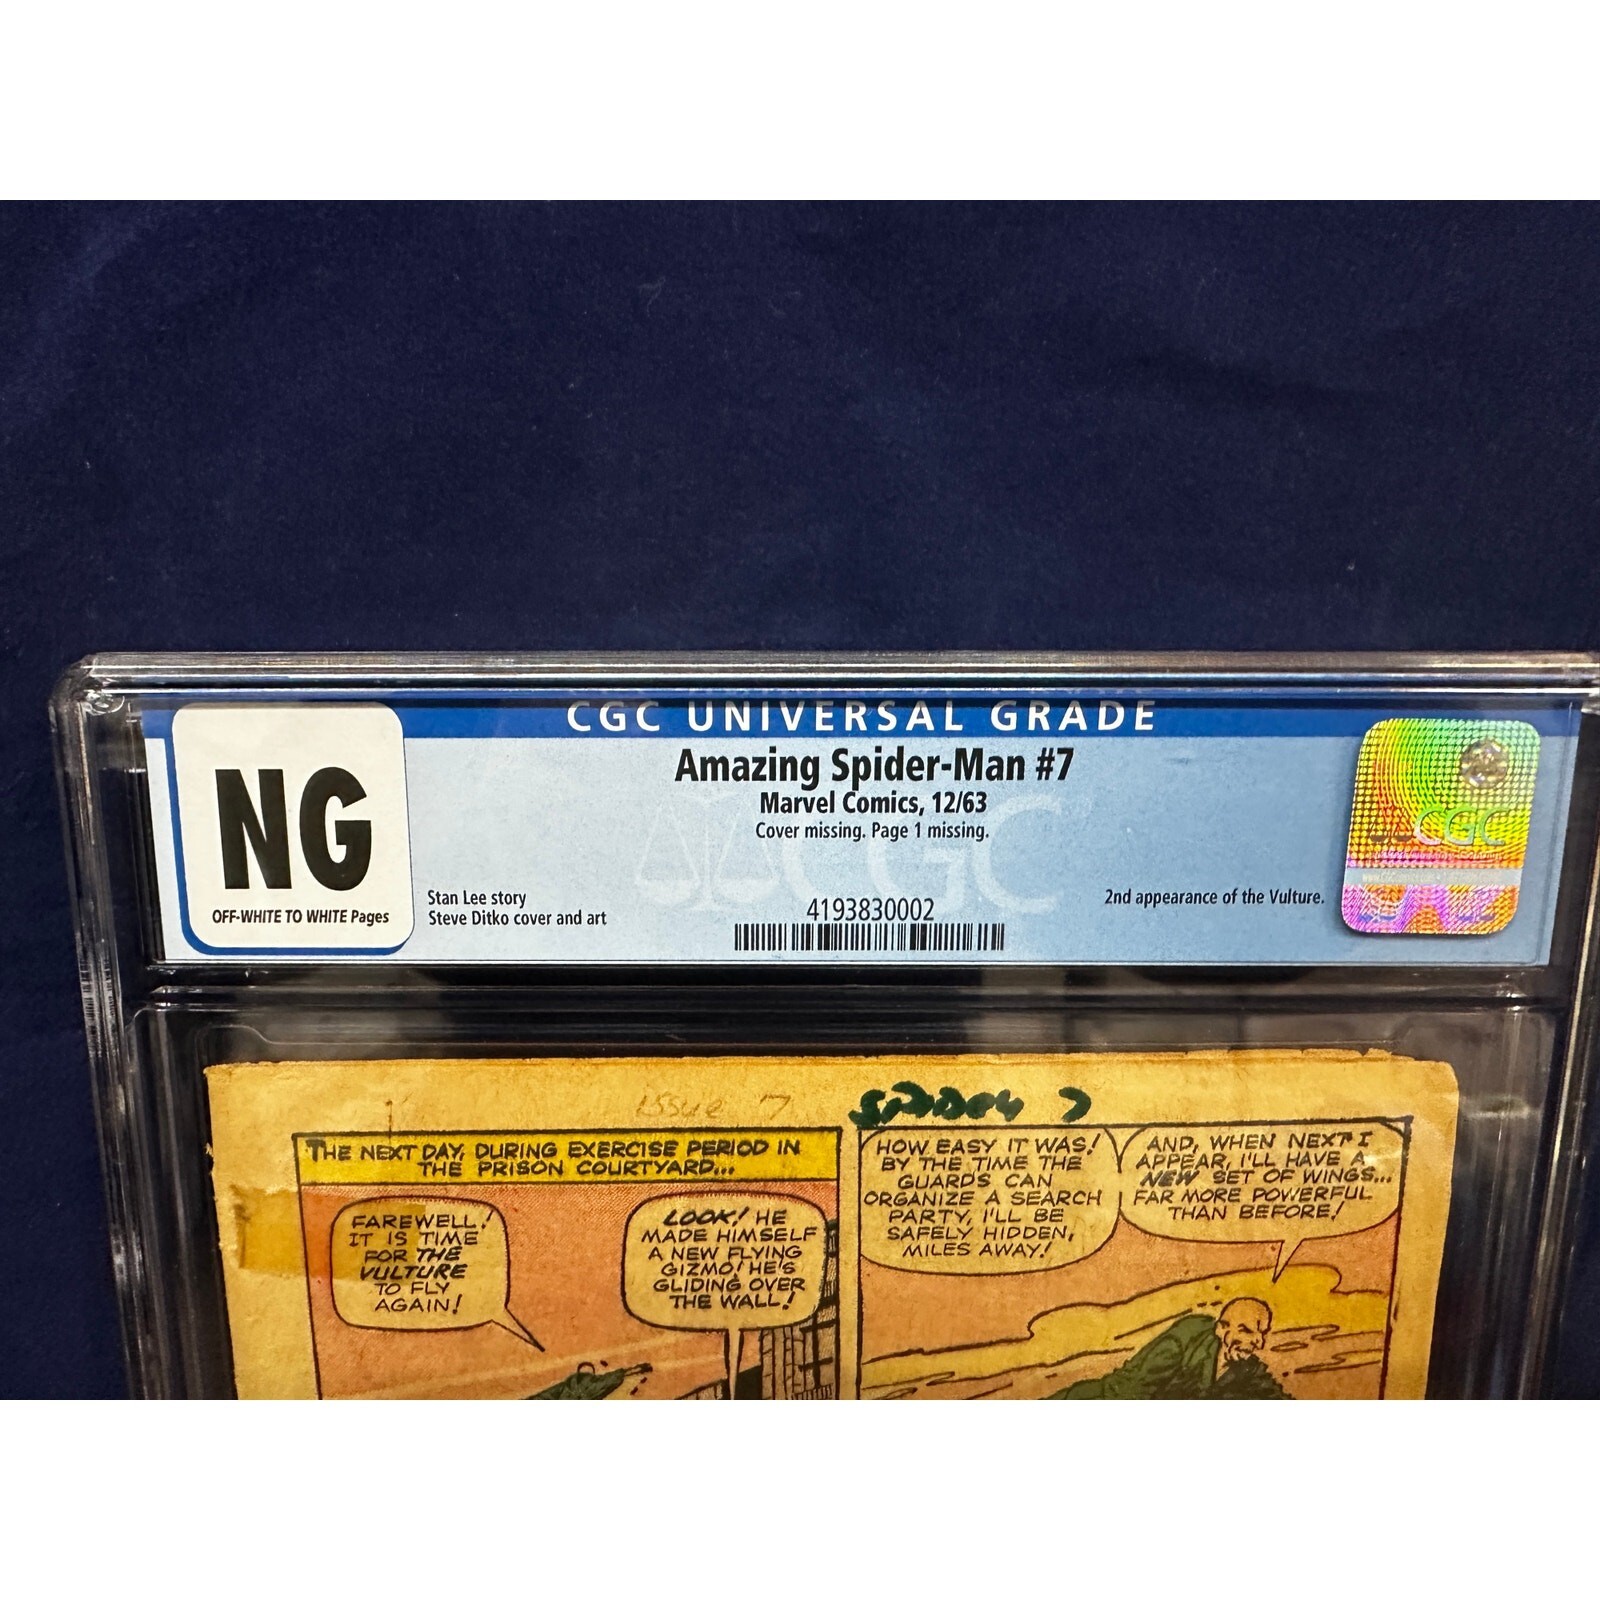 CGC UNIVERSAL GRADE
NG
OFF-WHITE TO WHITE Pages
Amazing Spider-Man #7
Marvel Comics, 12/63
Cover missing. Page 1 missing.
Stan Lee story
Steve Ditko cover and art
4193830002
2nd appearance of the Vulture.
CGC
CGC
issue 7
SPIDEY 7
THE NEXT DAY, DURING EXERCISE PERIOD IN
THE PRISON COURTYARD...
FAREWELL!
IT IS TIME
FOR THE
VULTURE
TO FLY
AGAIN!
LOOK! HE
MADE HIMSELF
A NEW FLYING
GIZMO! HE'S
GLIDING OVER
THE WALL!
HOW EASY IT WAS!
BY THE TIME THE
GUARDS CAN
ORGANIZE A SEARCH
PARTY, I'LL BE
SAFELY HIDDEN,
MILES AWAY!
AND, WHEN NEXT I
APPEAR, I'LL HAVE A
NEW SET OF WINGS...
FAR MORE POWERFUL
THAN BEFORE!